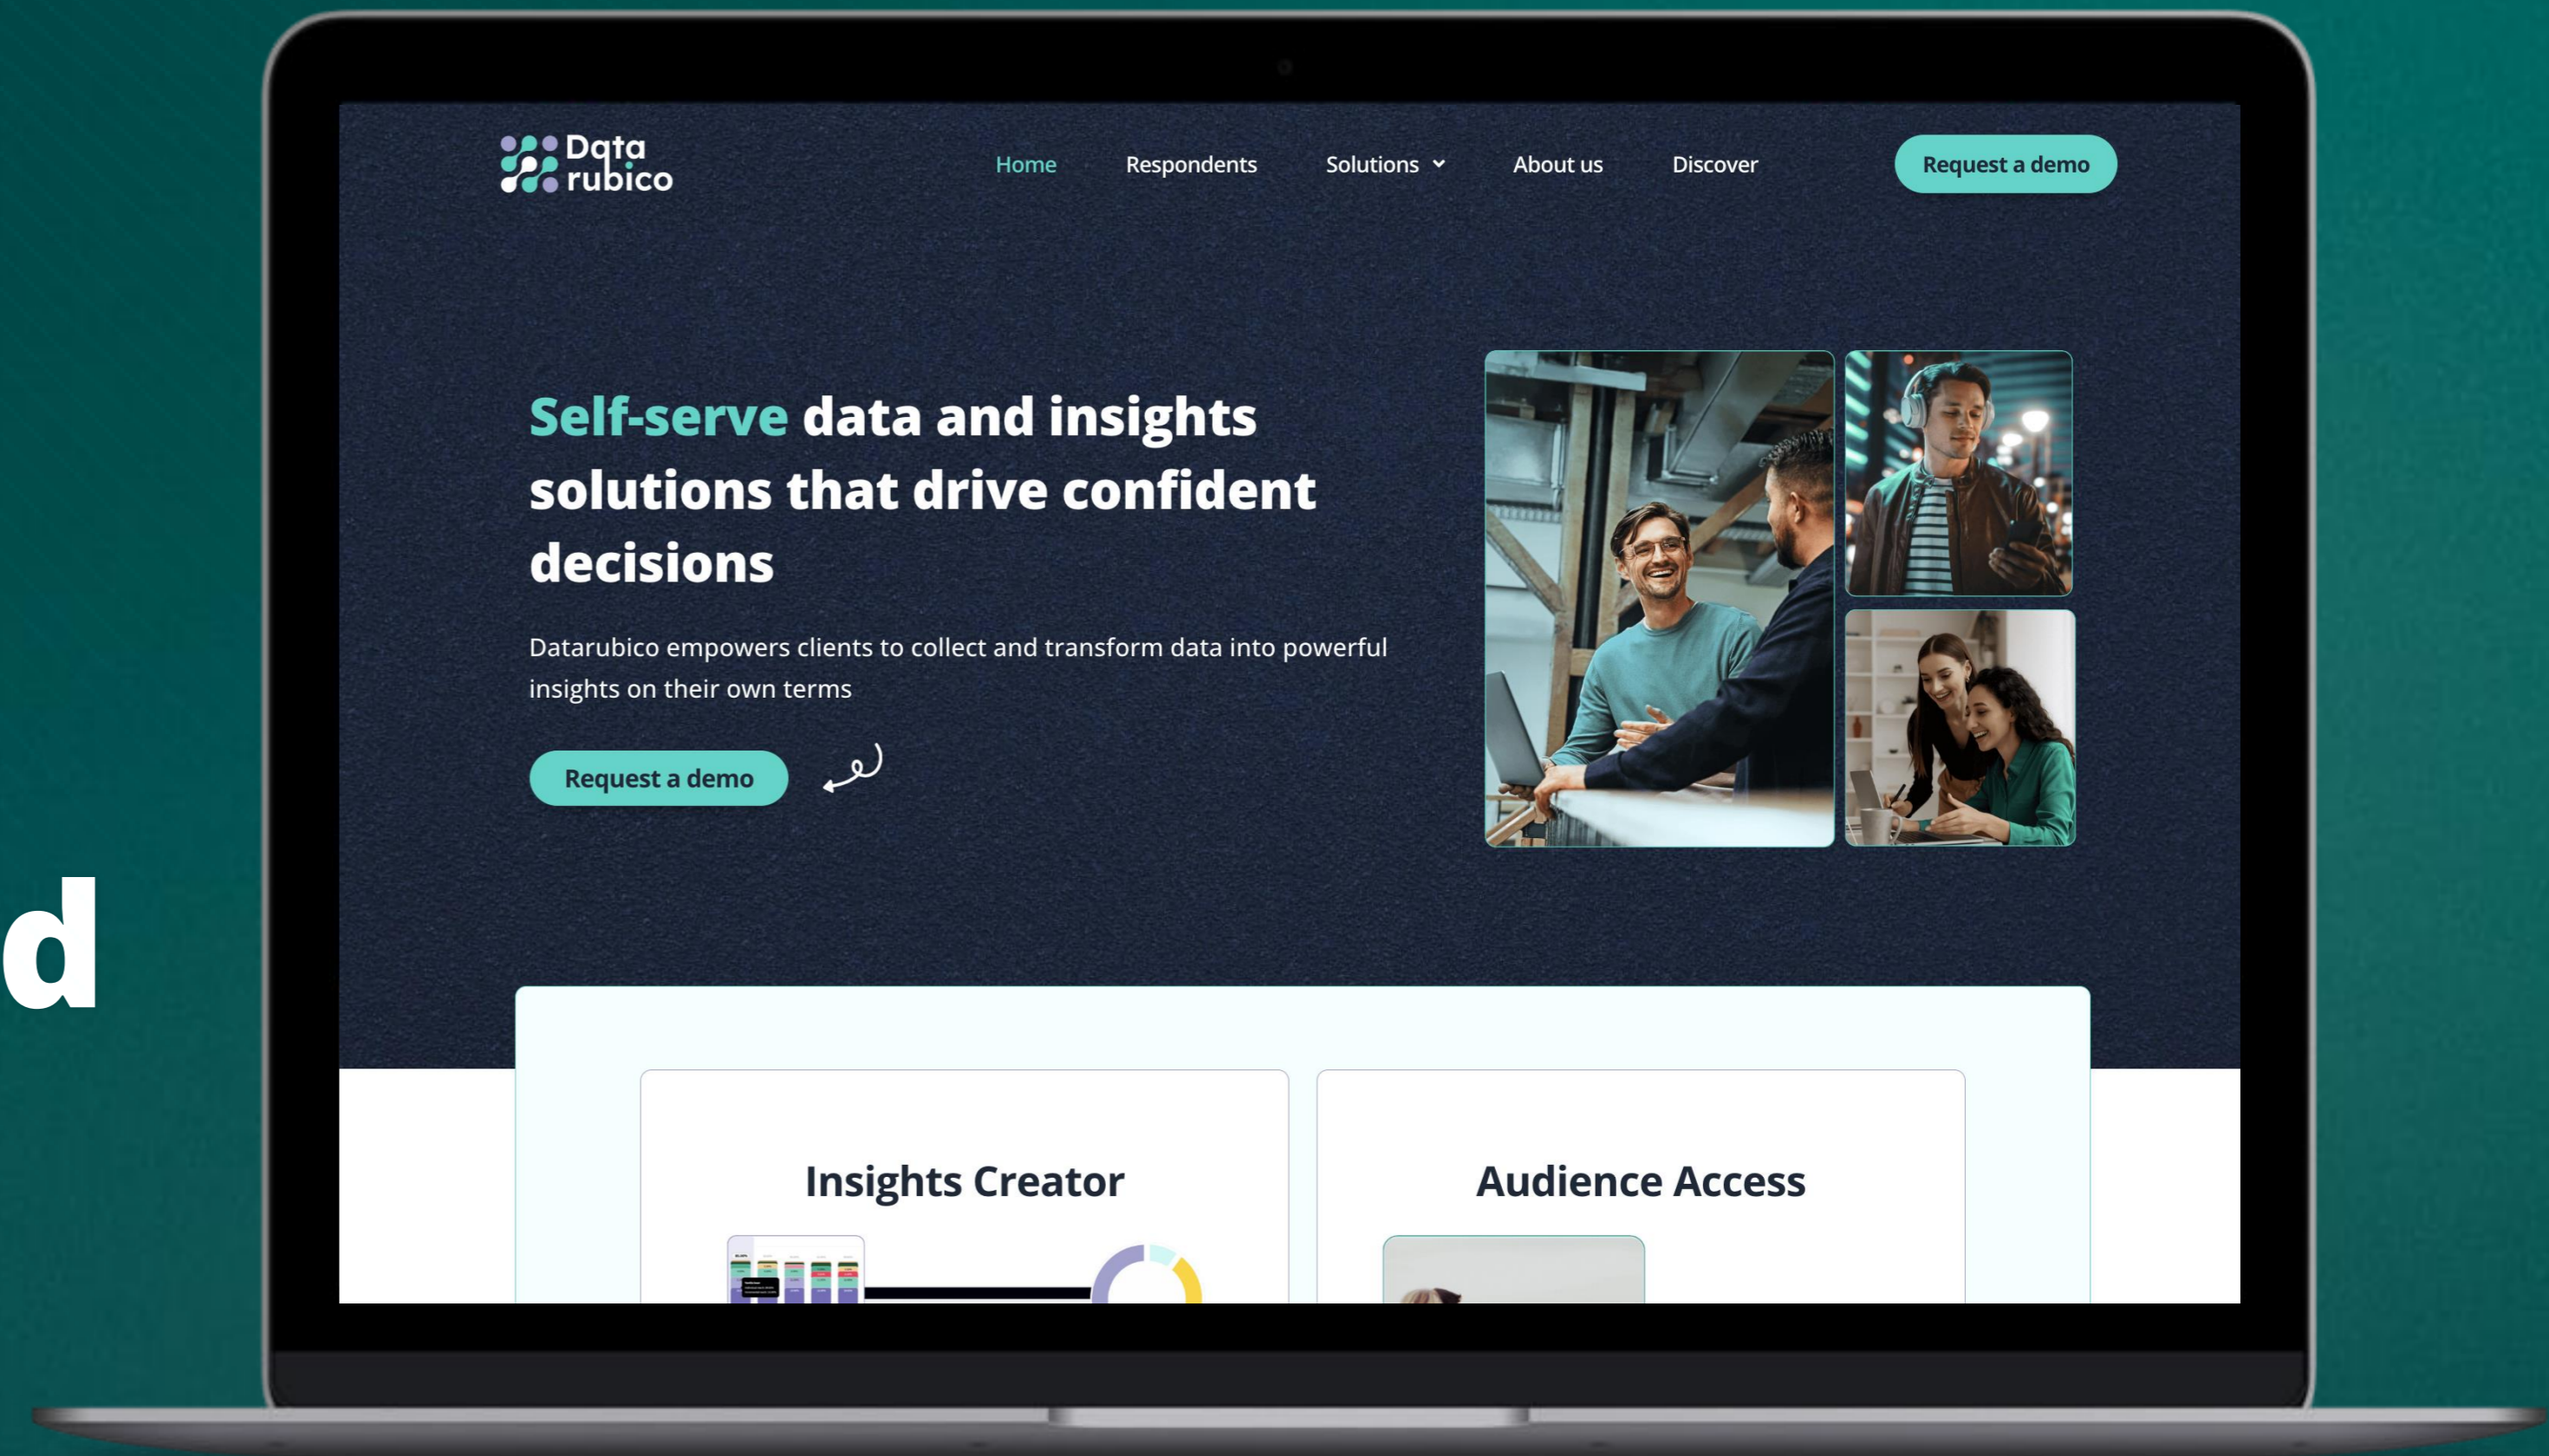 Data
rubico
Home
Respondents
Solutions
About us
Discover
Request a demo
Self-serve data and insights
solutions that drive confident
decisions
Datarubico empowers clients to collect and transform data into powerful
insights on their own terms
Request a demo
d
Insights Creator
Audience Access